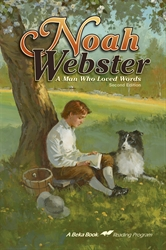 Noah
Webster
A Man Who Loved Words
Second Edition
A Beka Book Reading Program